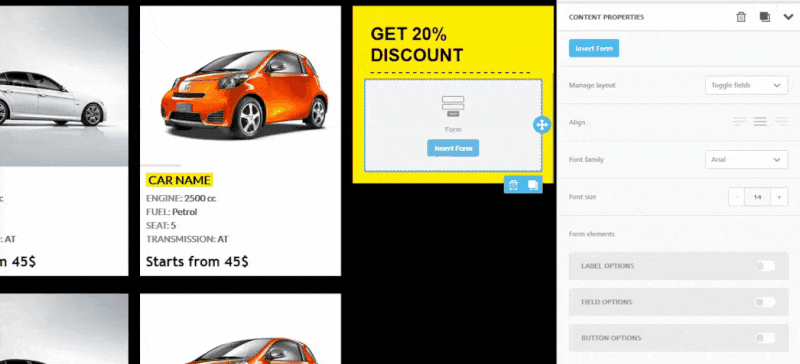 c
: AT
m 45$
CAR NAME
ENGINE: 2500 cc
FUEL: Petrol
SEAT: 5
TRANSMISSION: AT
Starts from 45$
GET 20%
DISCOUNT
Form
Insert Form
CONTENT PROPERTIES
Insert Form
Manage layout
Toggle fields
Align
Font family
Arial
Font size
- 14 +
Form elements
LABEL OPTIONS
FIELD OPTIONS
BUTTON OPTIONS